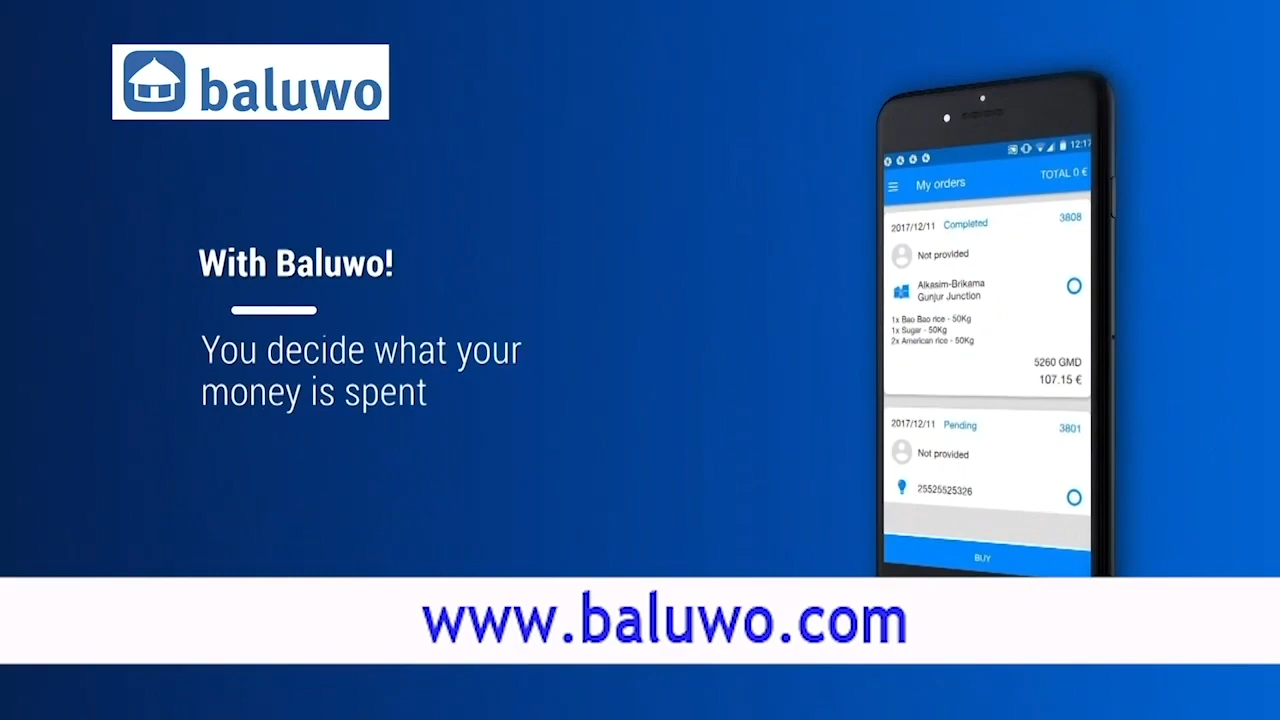 baluwo
With Baluwo!
You decide what your
money is spent
12:17
My orders
TOTAL 0 €
2017/12/11 Completed 3808
Not provided
Alkasim-Brikama
Gunjur Junction
1x Bao Bao rice - 50Kg
1x Sugar - 50Kg
2x American rice - 50Kg
5260 GMD
107.15 €
2017/12/11 Pending 3801
Not provided
25525525326
BUY
www.baluwo.com